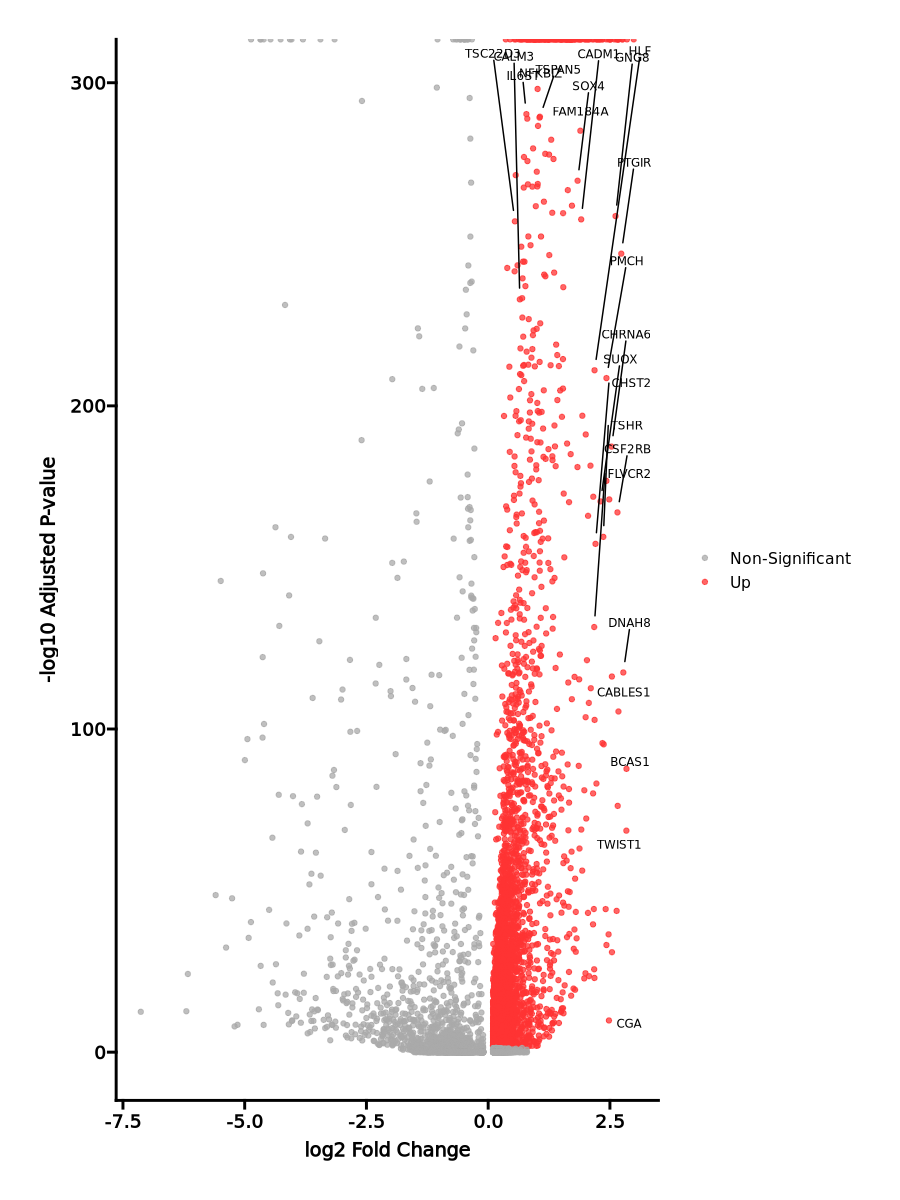 300
200
100
0
-7.5
-5.0
-2.5
0.0
2.5
log2 Fold Change
-log10 Adjusted P-value
TSC22D3
CALM3
IL6ST
NFKBIZ
TSPAN5
CADM1
HLF
GNG8
SOX4
FAM184A
PTGIR
PMCH
CHRNA6
SUOX
CHST2
TSHR
CSF2RB
FLVCR2
DNAH8
CABLES1
BCAS1
TWIST1
CGA
Non-Significant
Up